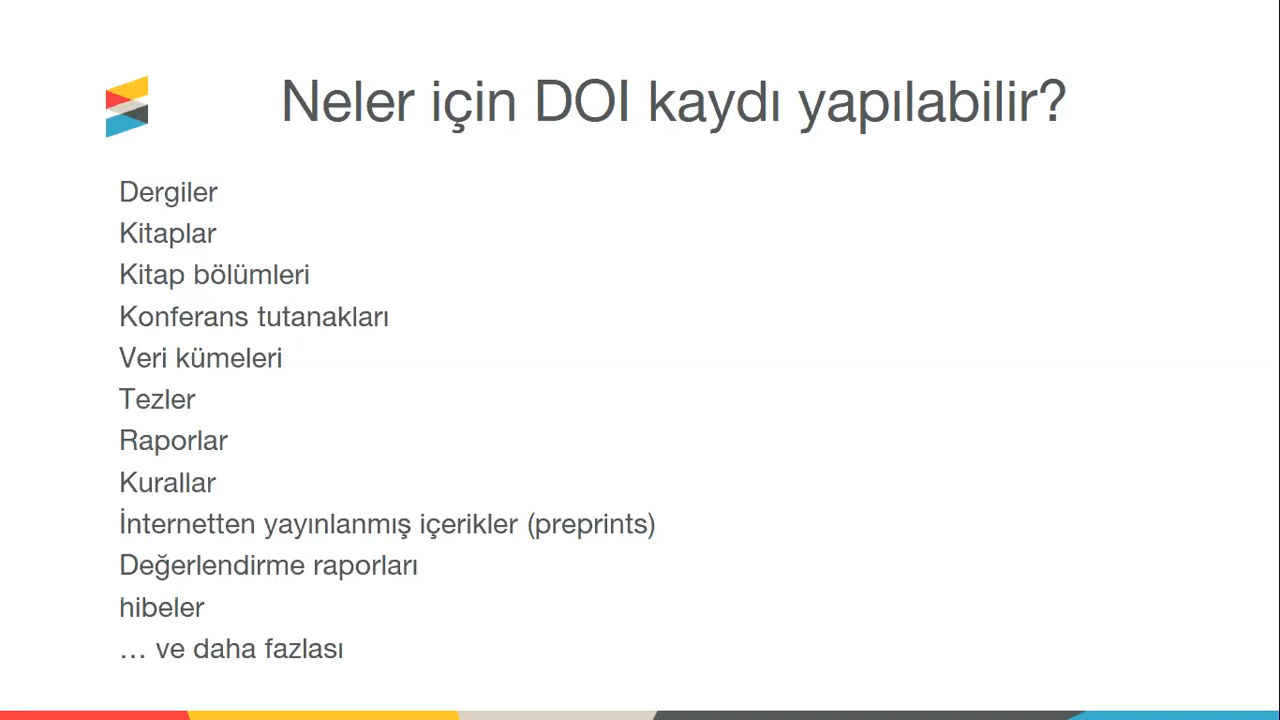 Neler için DOI kaydı yapılabilir?
Dergiler
Kitaplar
Kitap bölümleri
Konferans tutanakları
Veri kümeleri
Tezler
Raporlar
Kurallar
İnternetten yayınlanmış içerikler (preprints)
Değerlendirme raporları
hibeler
… ve daha fazlası